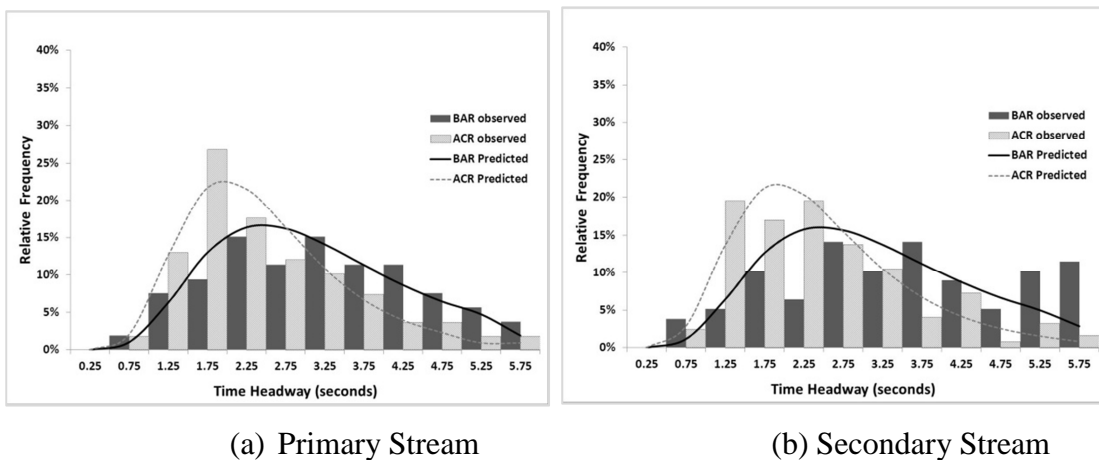 40%
35%
30%
25%
20%
15%
10%
5%
0%
Relative Frequency
BAR observed
ACR observed
BAR Predicted
ACR Predicted
0.25 0.75 1.25 1.75 2.25 2.75 3.25 3.75 4.25 4.75 5.25 5.75
Time Headway (seconds)
(a) Primary Stream
40%
35%
30%
25%
20%
15%
10%
5%
0%
Relative Frequency
BAR observed
ACR observed
BAR Predicted
ACR Predicted
0.25 0.75 1.25 1.75 2.25 2.75 3.25 3.75 4.25 4.75 5.25 5.75
Time Headway (seconds)
(b) Secondary Stream